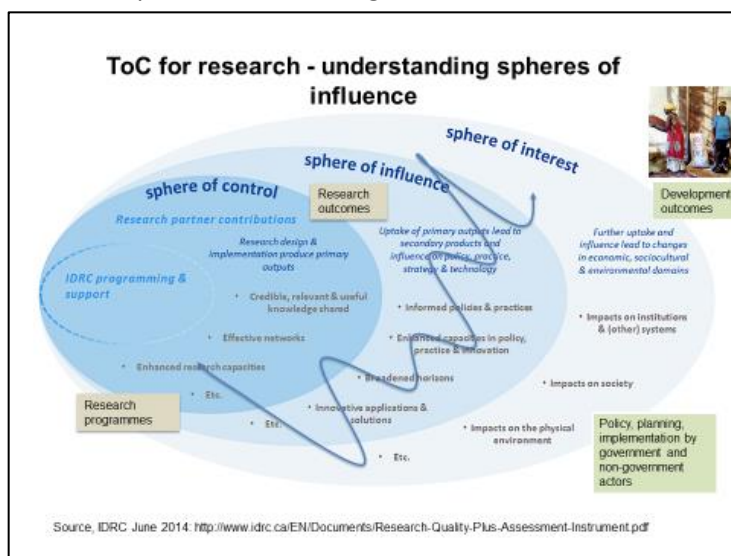 ToC for research - understanding spheres of
influence
sphere of interest
sphere of influence
sphere of control
Research
outcomes
Development
outcomes
Research partner contributions
Research design &
implementation produce primary
outputs
Uptake of primary outputs lead to
secondary products and
influence on policy, practice,
strategy & technology
Further uptake and
influence lead to changes
in economic, sociocultural
& environmental domains
IDRC programming &
support
• Credible, relevant & useful
knowledge shared
• Effective networks
• Enhanced research capacities
• Etc.
• Etc.
• Informed policies & practices
• Enhanced capacities in policy,
practice & innovation
• Broadened horizons
• Innovative applications &
solutions
• Etc.
• Impacts on institutions
& (other) systems
• Impacts on society
• Impacts on the physical
environment
Research
programmes
Policy, planning,
implementation by
government and
non-government
actors
Source, IDRC June 2014: http://www.idrc.ca/EN/Documents/Research-Quality-Plus-Assessment-Instrument.pdf